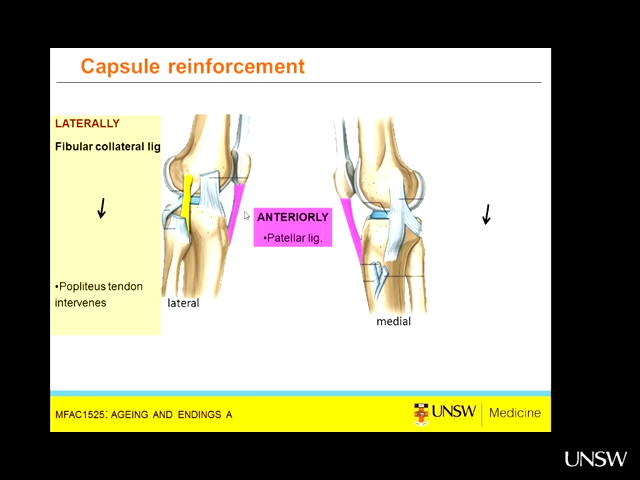 Capsule reinforcement
LATERALLY
Fibular collateral lig
•Popliteus tendon
intervenes
lateral
ANTERIORLY
•Patellar lig.
medial
MFAC1525: AGEING AND ENDINGS A
UNSW Medicine
UNSW